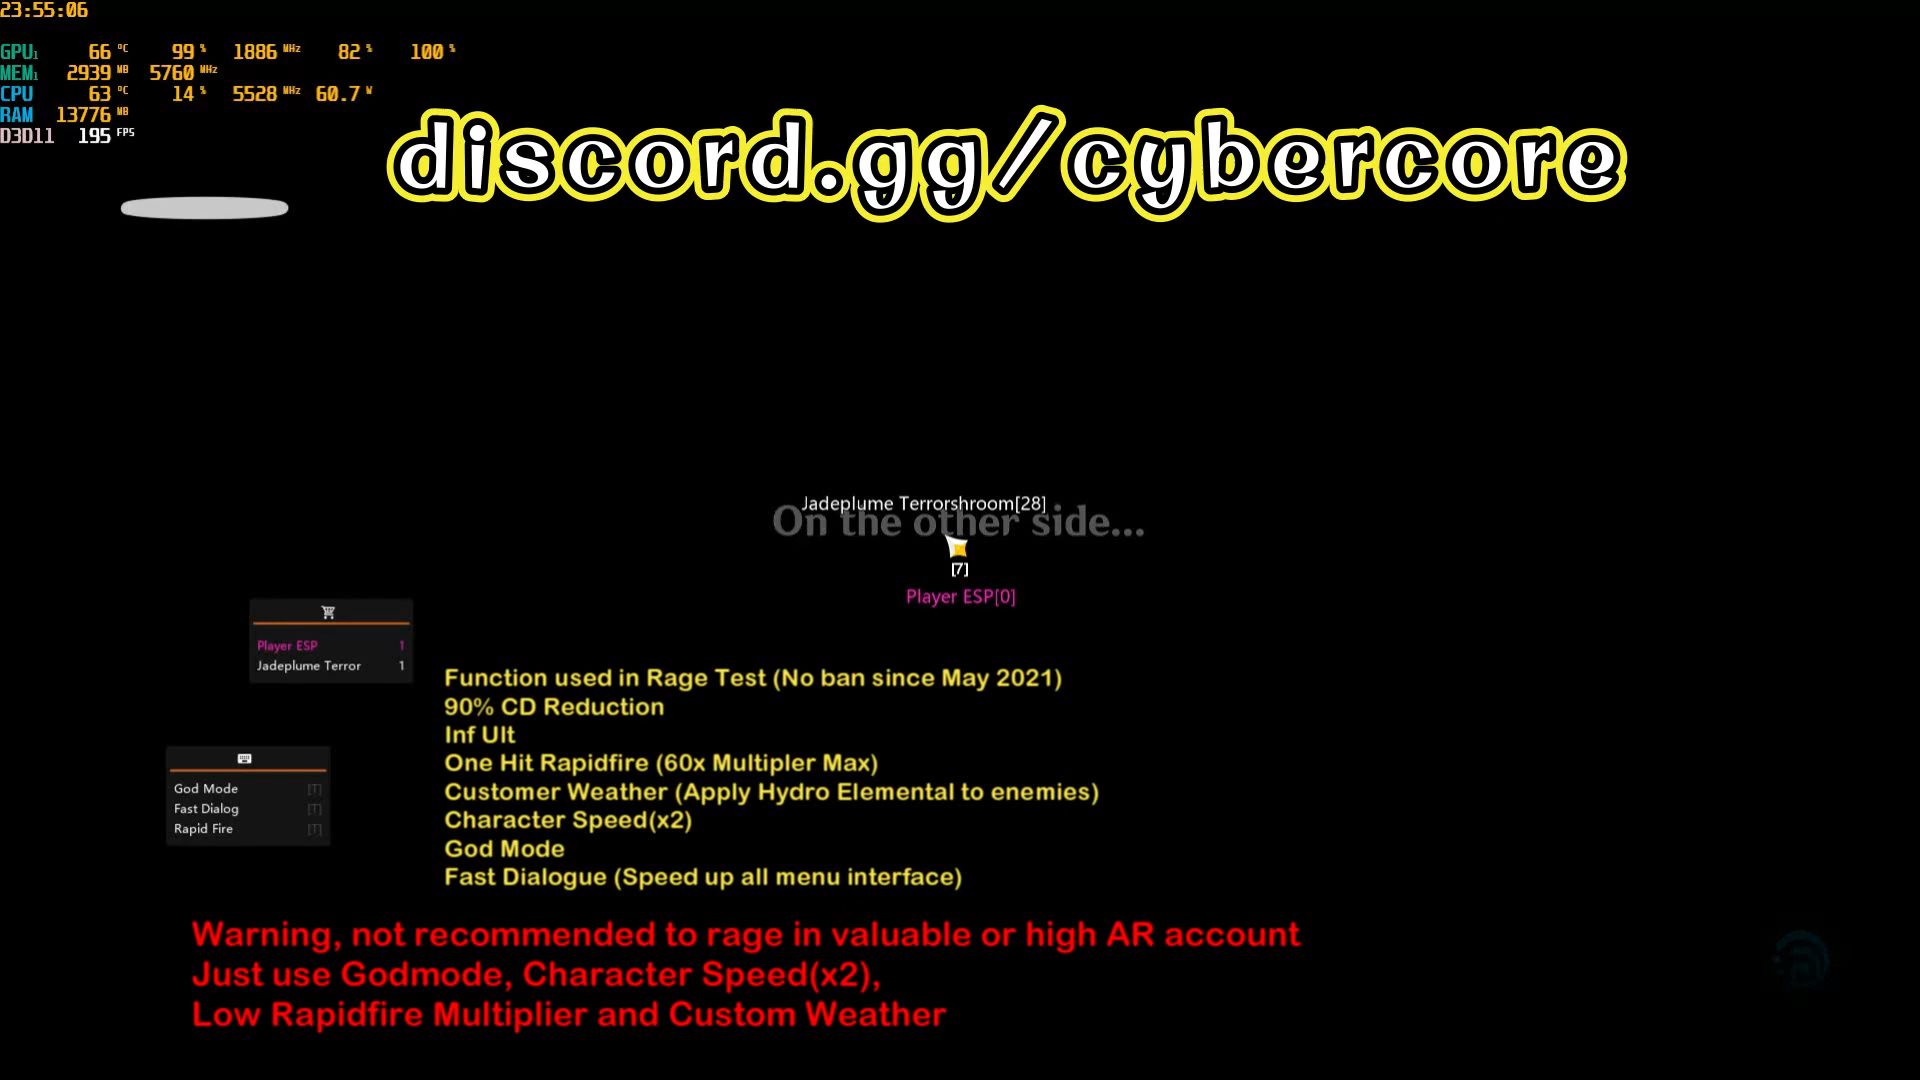 23:55:06
GPU1 66 °C 99 % 1886 MHz 82 % 100 %
MEM1 2939 MB 5760 MHz
CPU 63 °C 14 % 5528 MHz 60.7 W
RAM 13776 MB
D3D11 195 FPS
discord.gg/cybercore
Jadeplume Terrorshroom[28]
On the other side...
[7]
Player ESP[0]
Player ESP 1
Jadeplume Terror 1
God Mode [T]
Fast Dialog [T]
Rapid Fire [T]
Function used in Rage Test (No ban since May 2021)
90% CD Reduction
Inf Ult
One Hit Rapidfire (60x Multipler Max)
Customer Weather (Apply Hydro Elemental to enemies)
Character Speed(x2)
God Mode
Fast Dialogue (Speed up all menu interface)
Warning, not recommended to rage in valuable or high AR account
Just use Godmode, Character Speed(x2),
Low Rapidfire Multiplier and Custom Weather